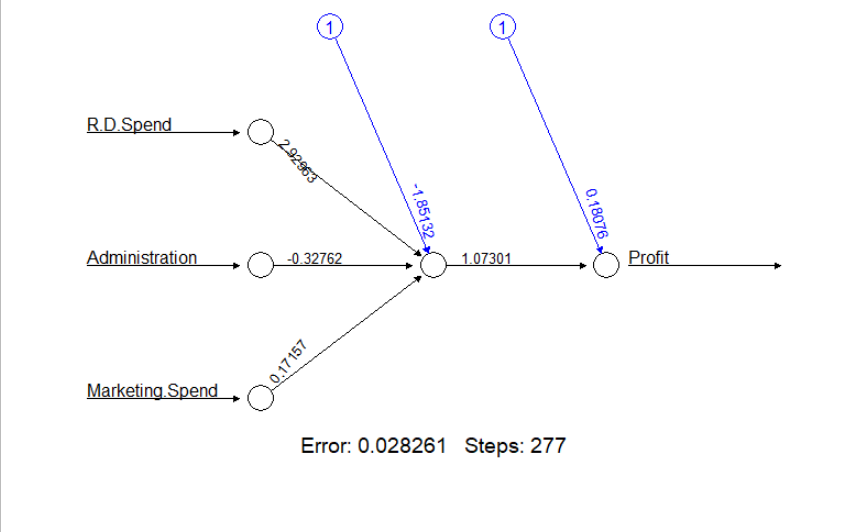 1
1
R.D.Spend
2.92963
-1.85132
0.18076
Administration
-0.32762
1.07301
Profit
0.17157
Marketing.Spend
Error: 0.028261 Steps: 277